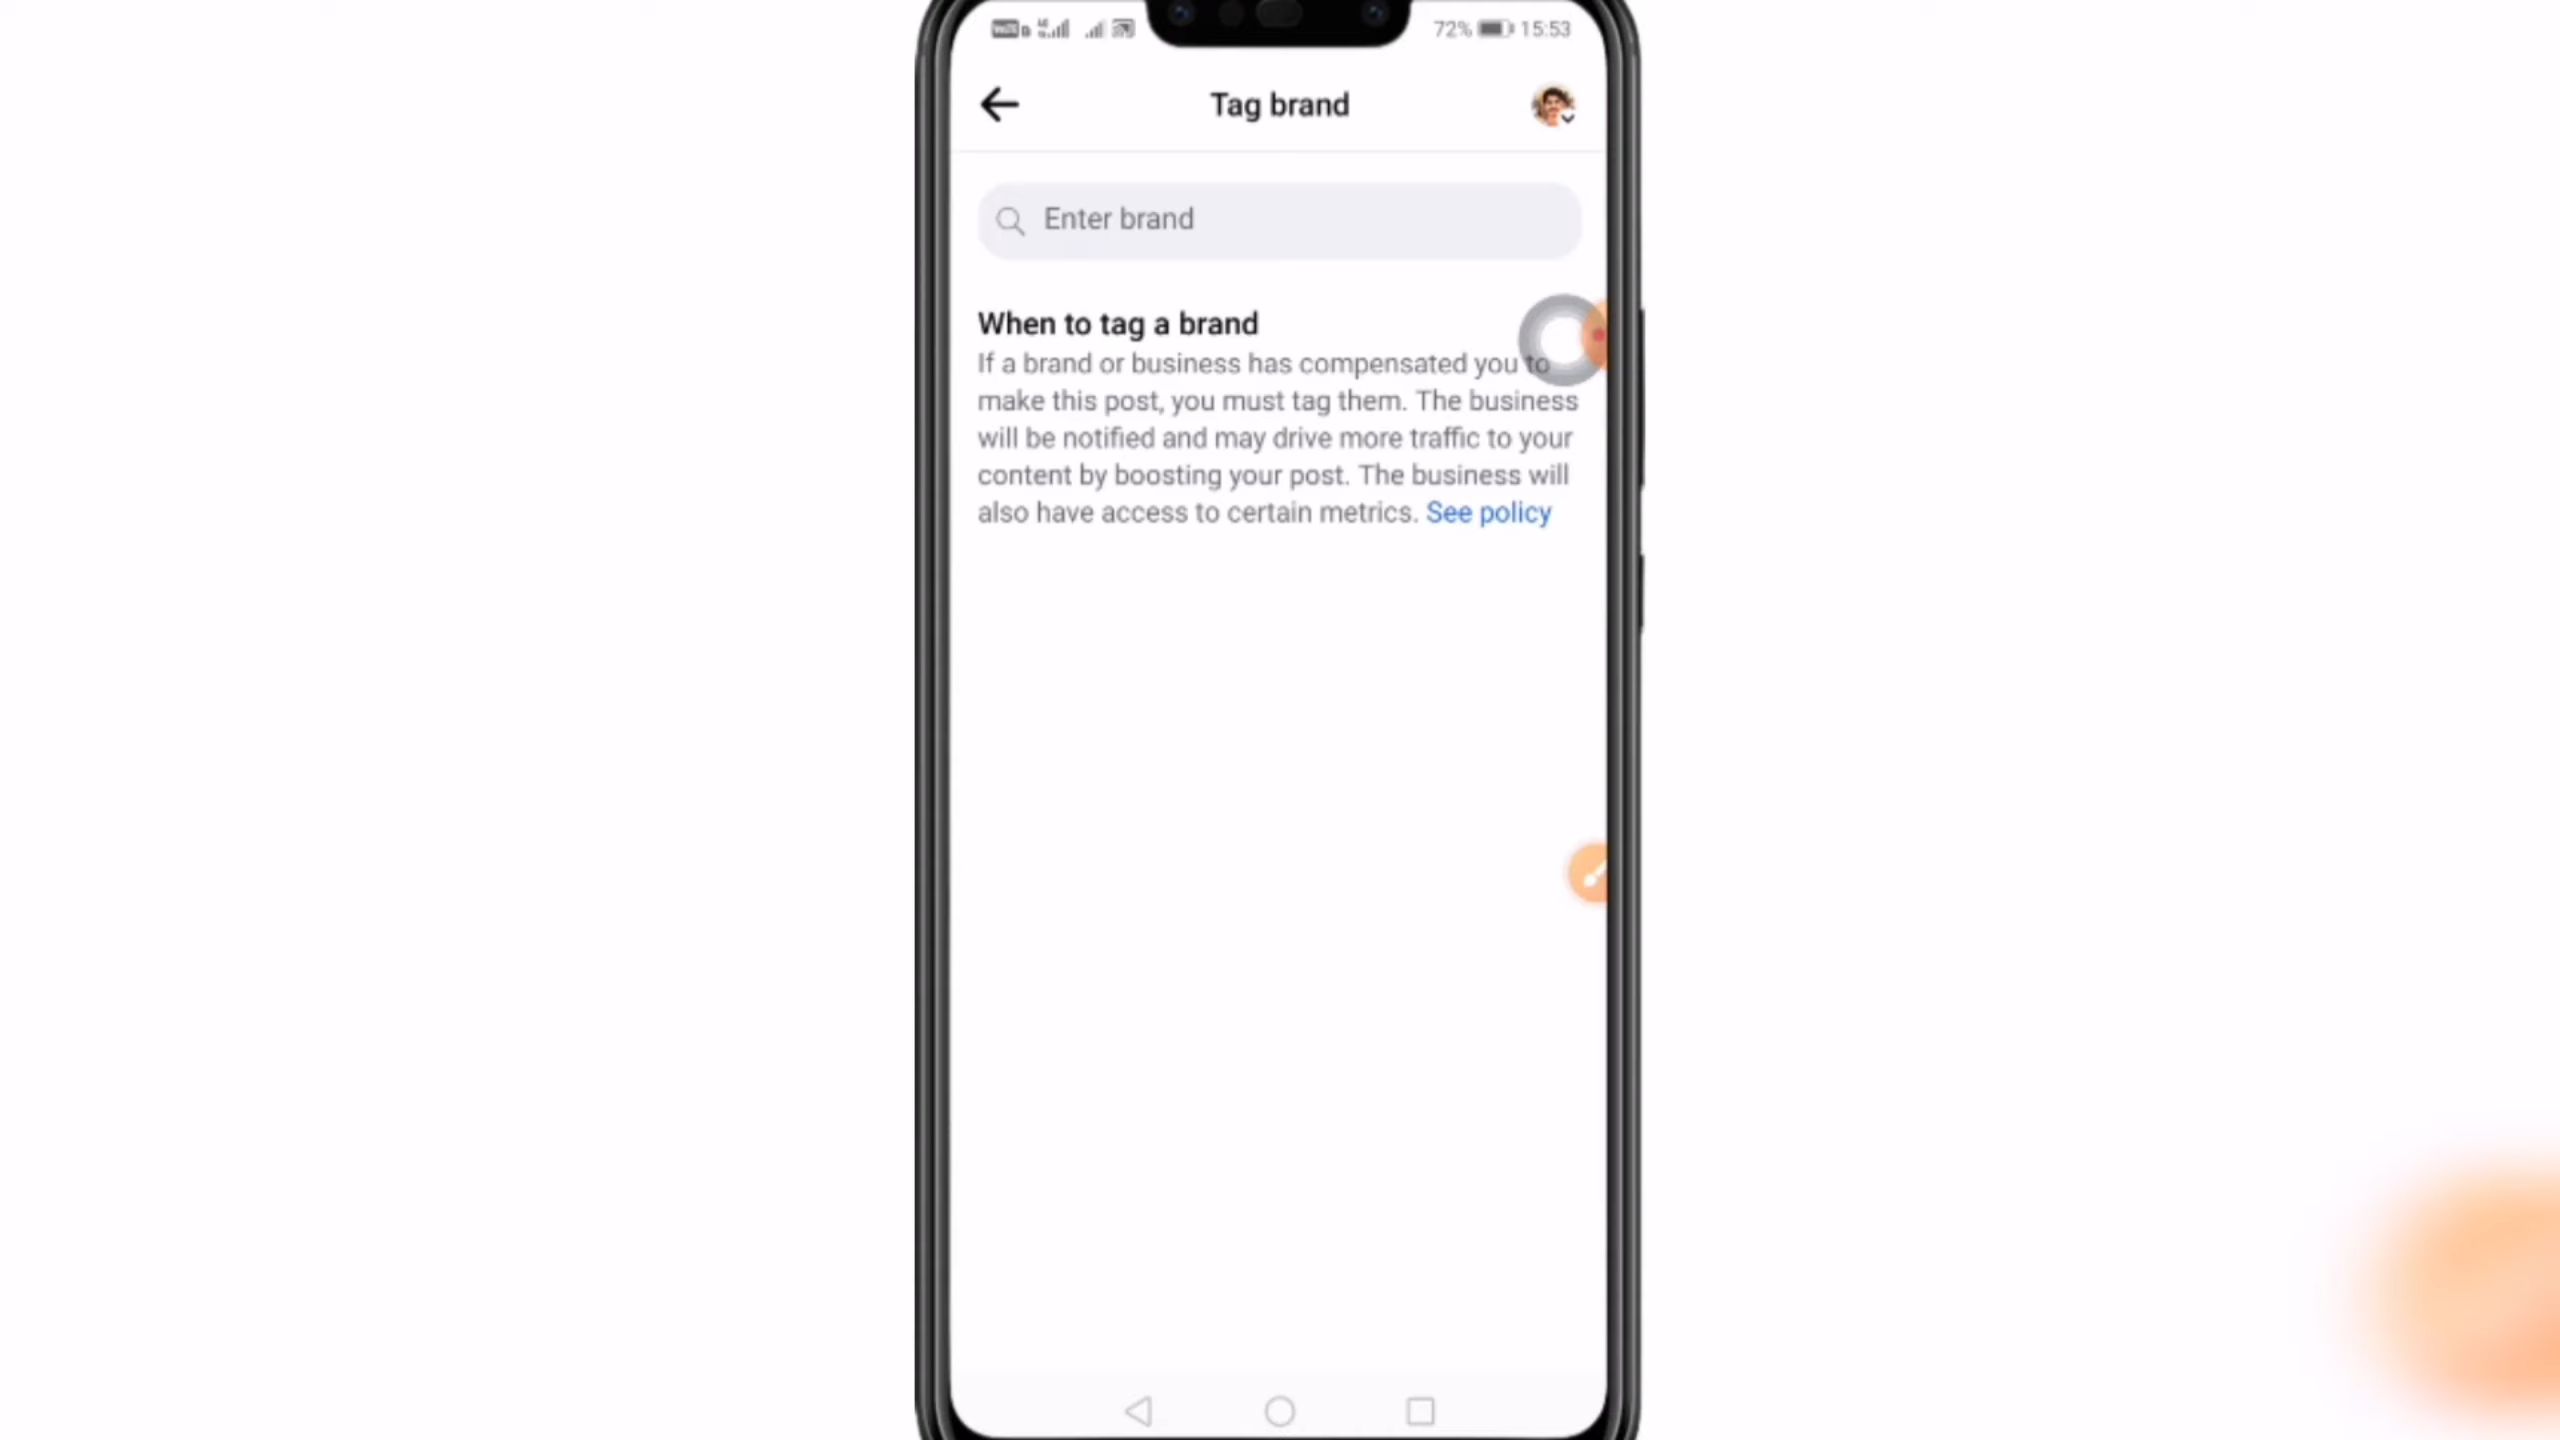 72% 15:53
Tag brand
Enter brand
When to tag a brand
If a brand or business has compensated you to
make this post, you must tag them. The business
will be notified and may drive more traffic to your
content by boosting your post. The business will
also have access to certain metrics. See policy